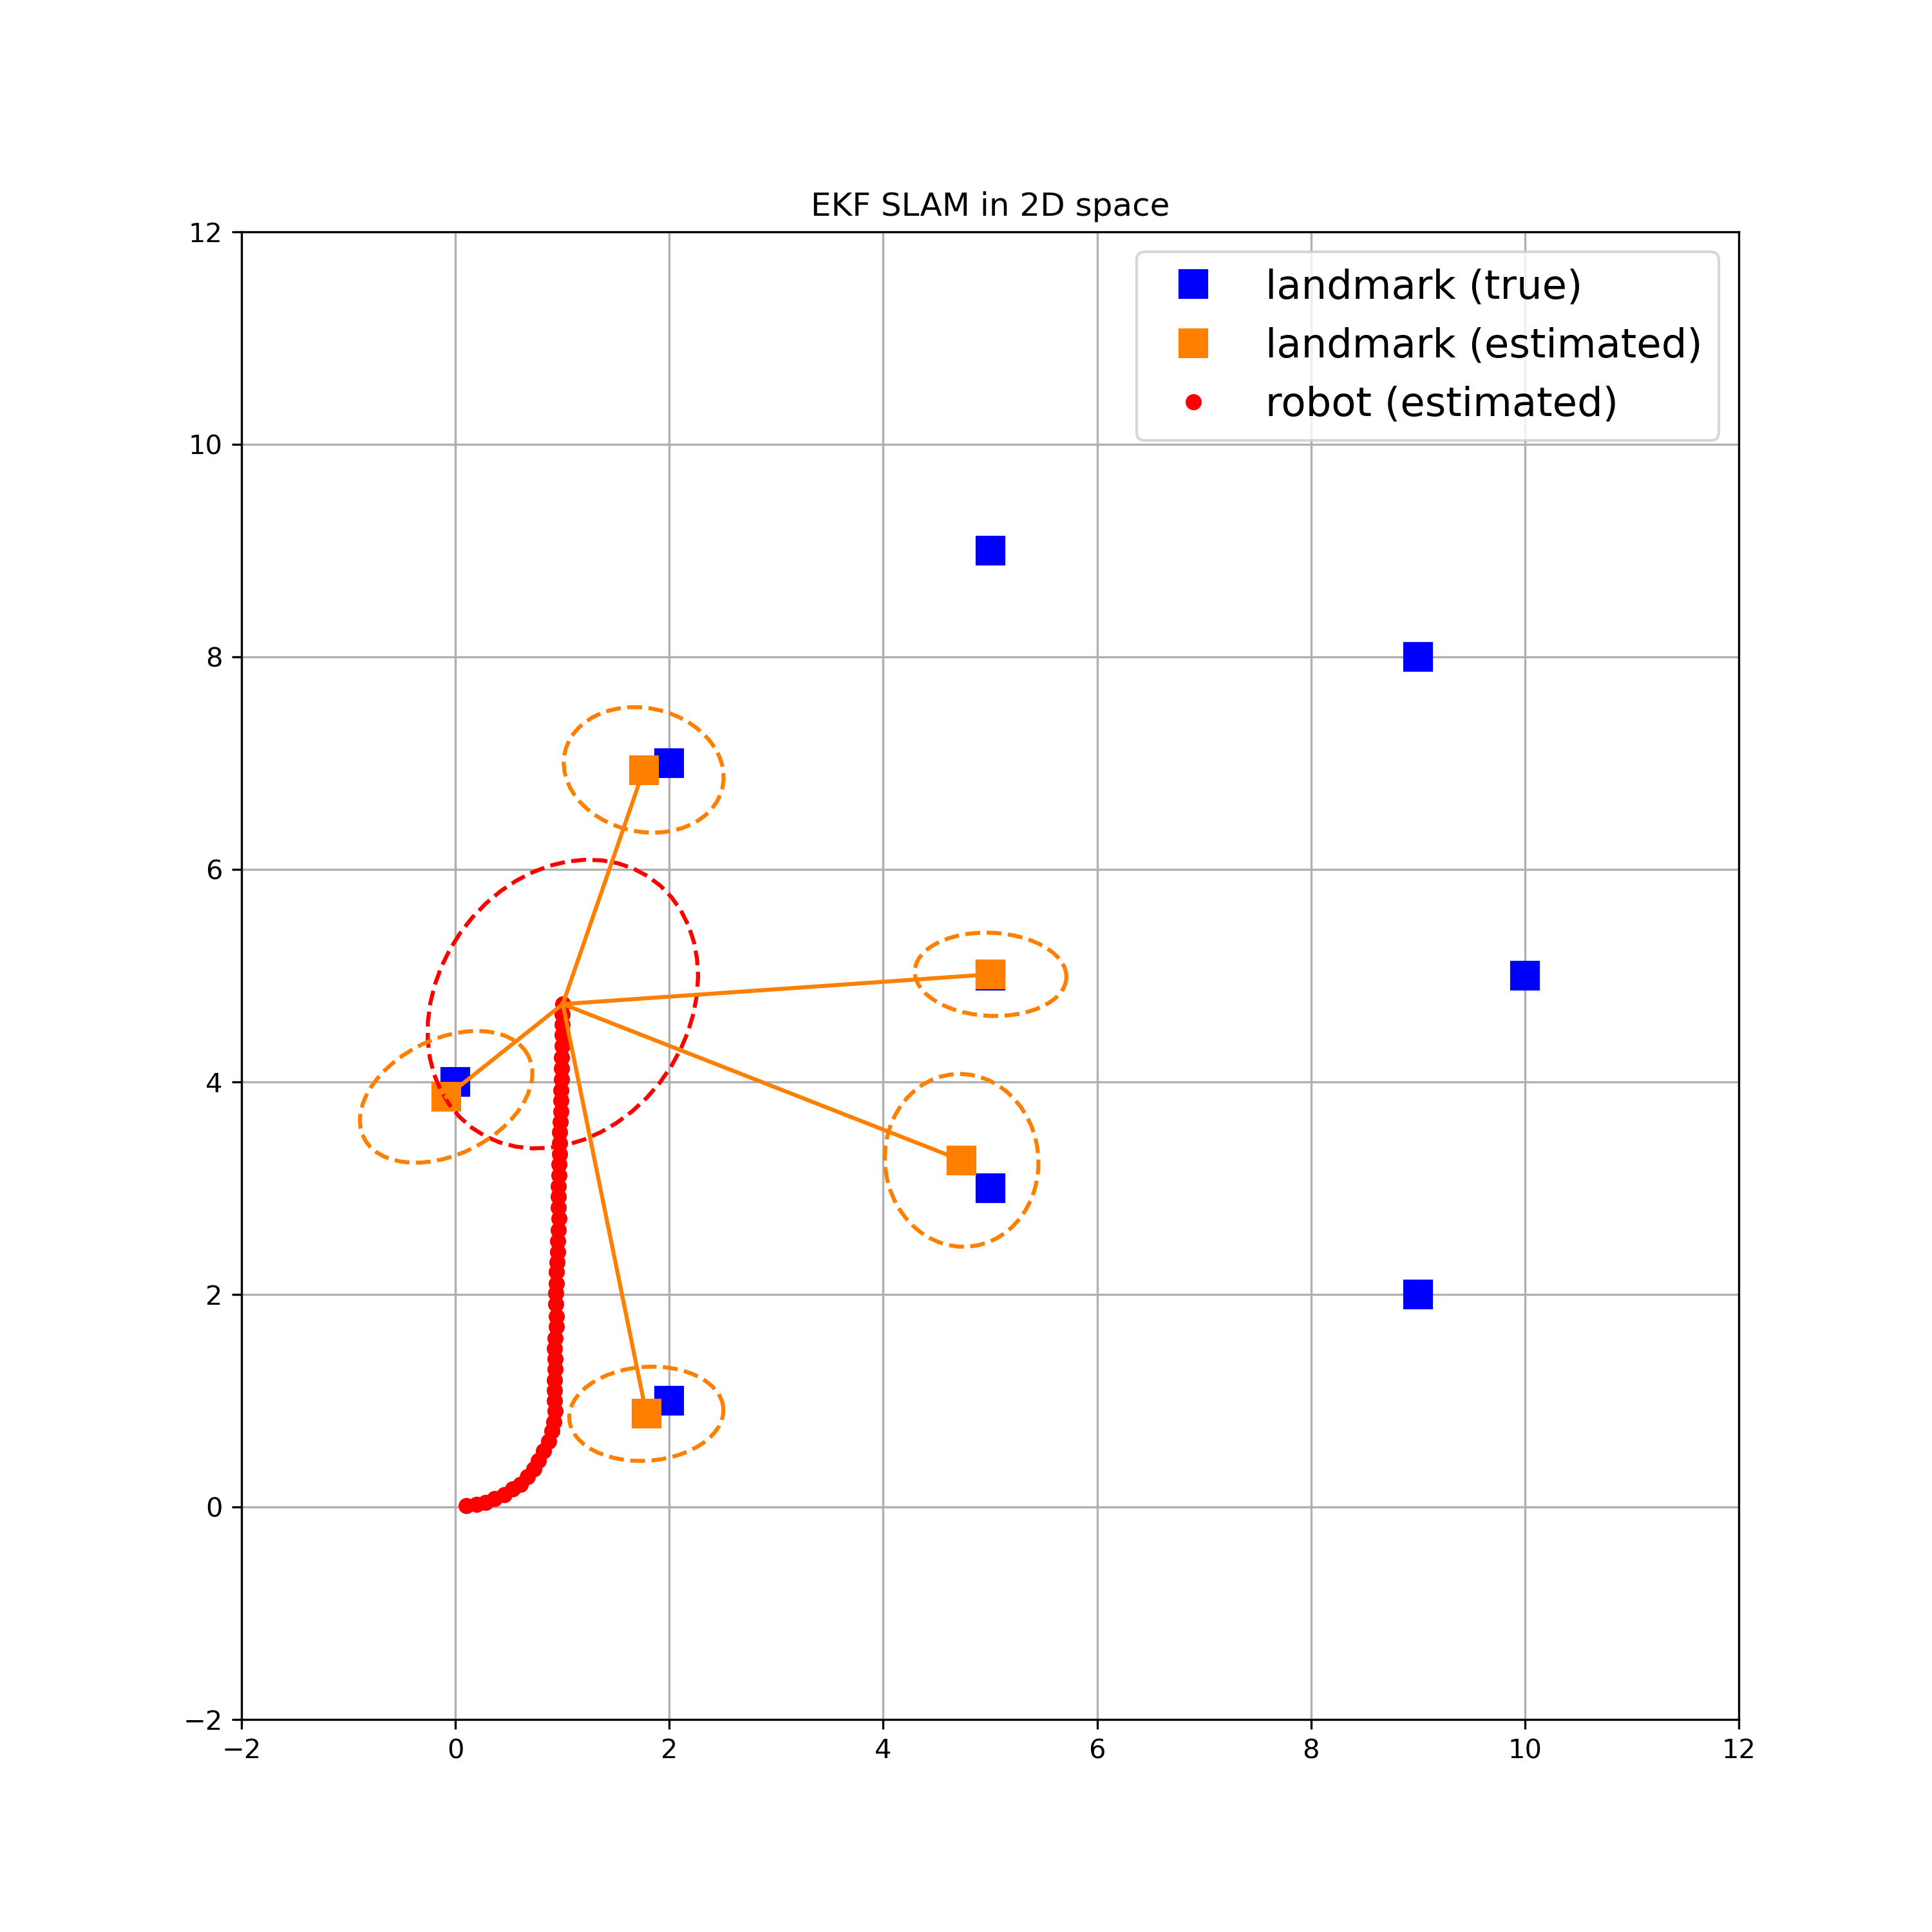 EKF SLAM in 2D space
12
10
8
6
4
2
0
−2
−2 0 2 4 6 8 10 12
landmark (true)
landmark (estimated)
robot (estimated)